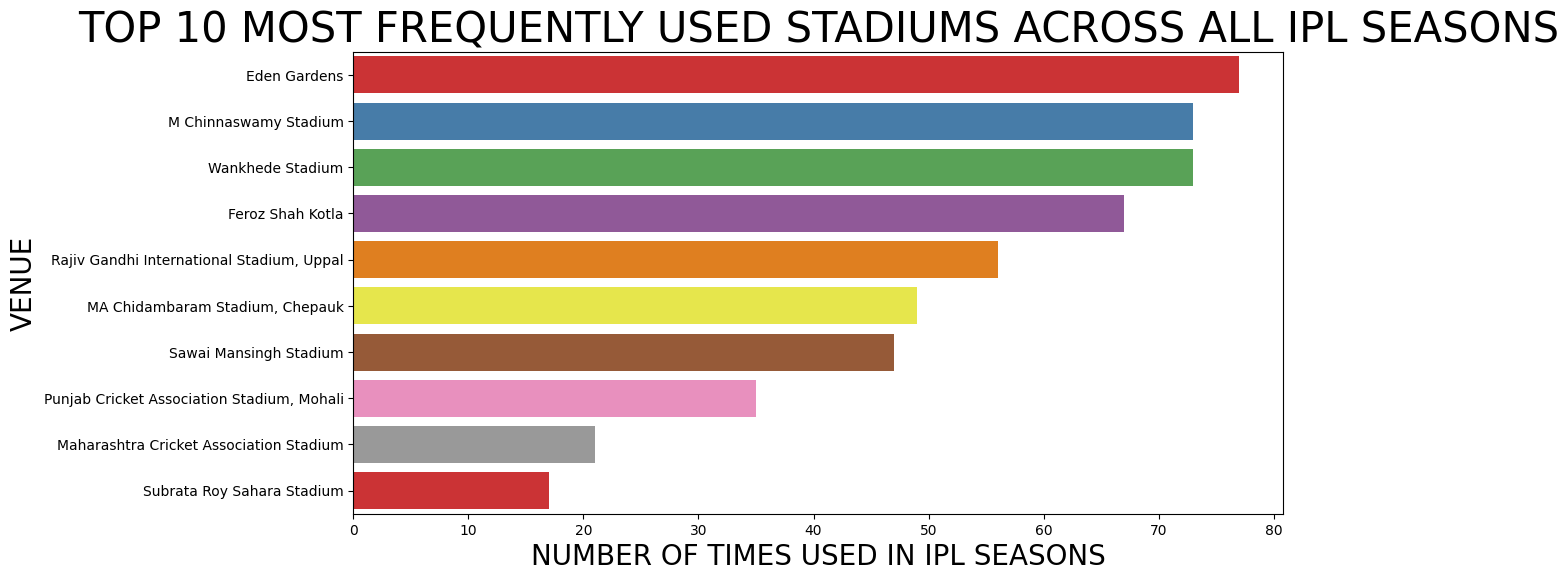 TOP 10 MOST FREQUENTLY USED STADIUMS ACROSS ALL IPL SEASONS
Eden Gardens
M Chinnaswamy Stadium
Wankhede Stadium
Feroz Shah Kotla
Rajiv Gandhi International Stadium, Uppal
MA Chidambaram Stadium, Chepauk
Sawai Mansingh Stadium
Punjab Cricket Association Stadium, Mohali
Maharashtra Cricket Association Stadium
Subrata Roy Sahara Stadium
VENUE
0 10 20 30 40 50 60 70 80
NUMBER OF TIMES USED IN IPL SEASONS